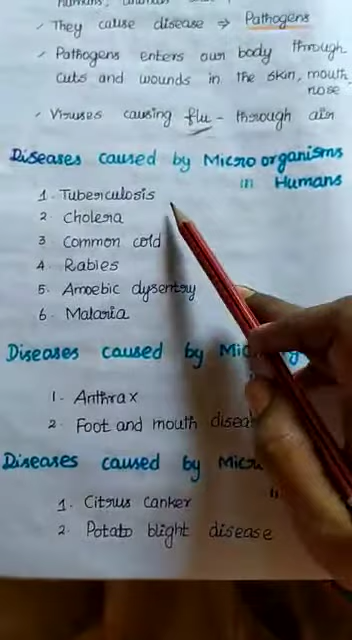 ✓ They cause disease ⇒ Pathogens
✓ Pathogens enters our body through
cuts and wounds in the skin, mouth,
nose
✓ Viruses causing flu - through air
Diseases caused by Micro organisms
in Humans
1. Tuberculosis
2. Cholera
3. Common cold
4. Rabies
5. Amoebic dysentry
6. Malaria
Diseases caused by
1. Anthrax
2. Foot and mouth
Diseases caused by
1. Citrus canker
2. Potato blight disease